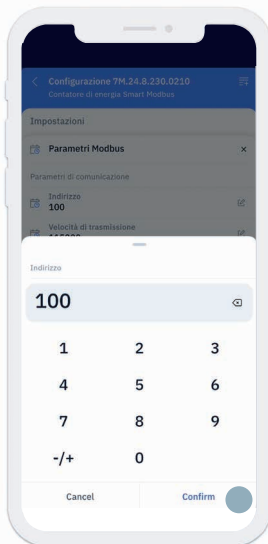 Configurazione 7M.24.8.230.0210
Contatore di energia Smart Modbus
Impostazioni
Parametri Modbus
Parametri di comunicazione
Indirizzo
100
Velocità di trasmissione
Indirizzo
100
1 2 3
4 5 6
7 8 9
-/+ 0
Cancel Confirm